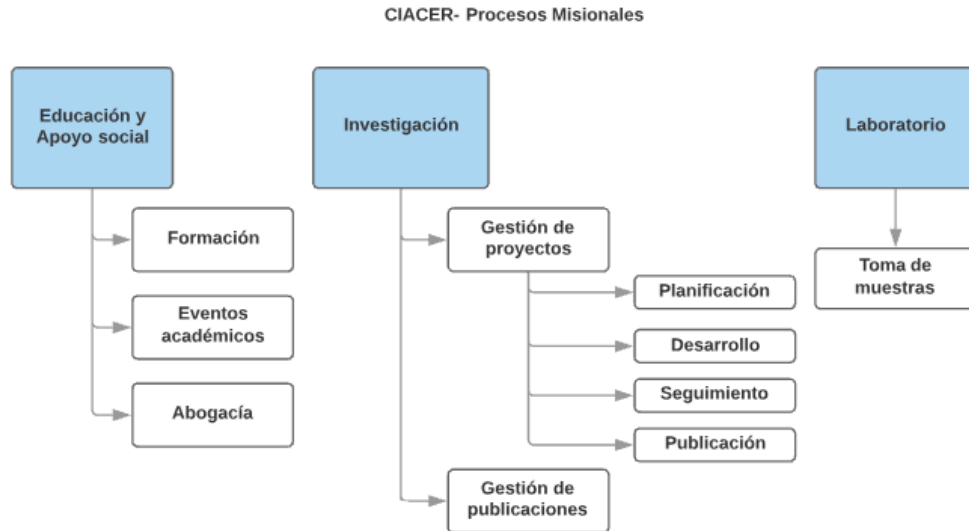 CIACER- Procesos Misionales
Educación y
Apoyo social
Investigación
Laboratorio
Formación
Gestión de
proyectos
Toma de
muestras
Planificación
Eventos
académicos
Desarrollo
Seguimiento
Abogacía
Publicación
Gestión de
publicaciones